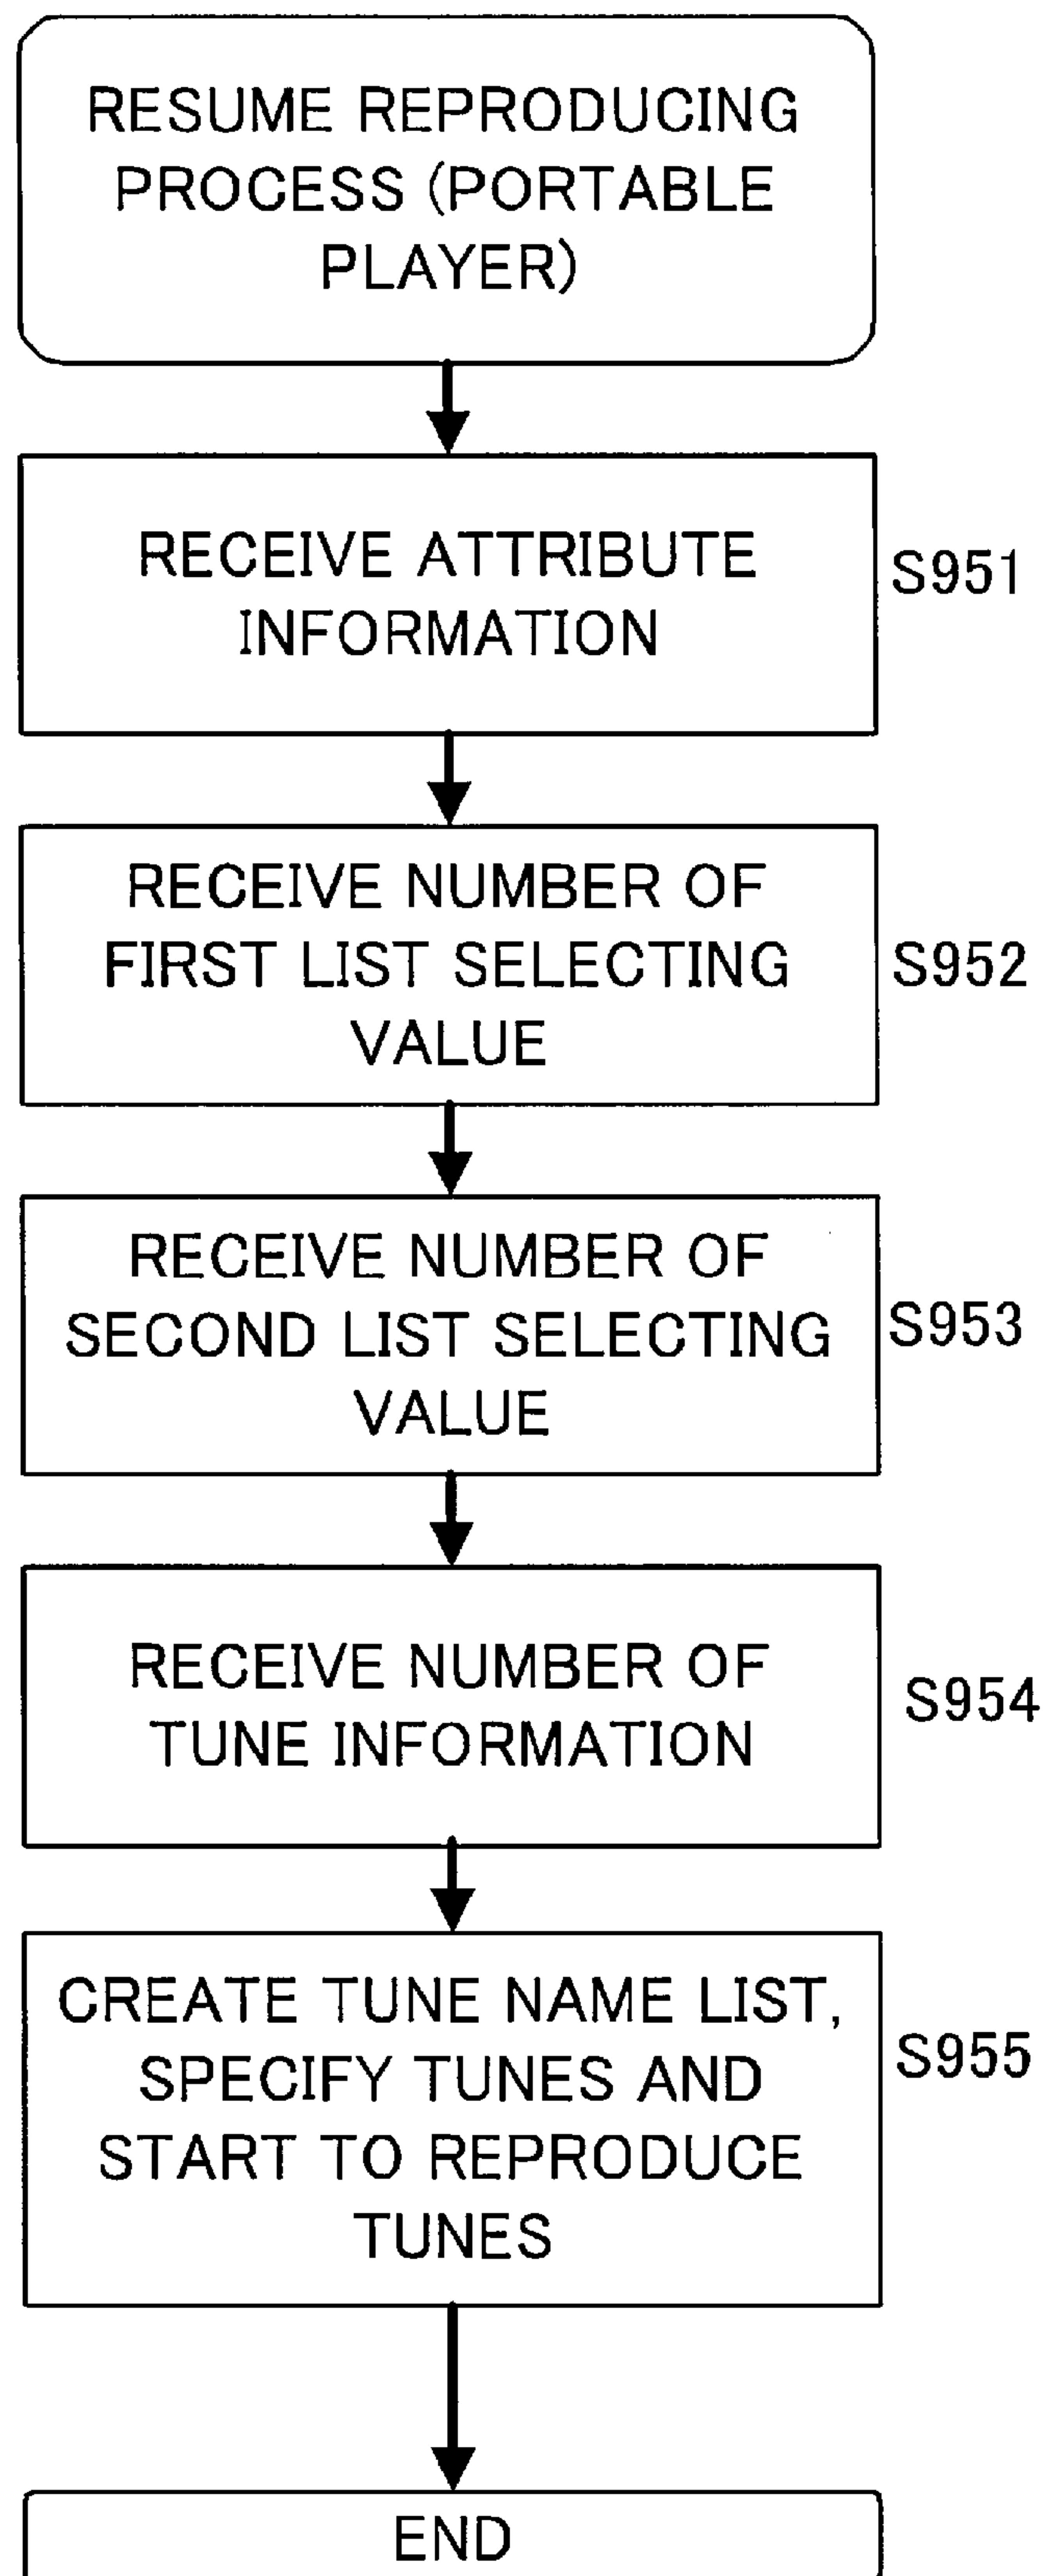 RESUME REPRODUCING
PROCESS (PORTABLE
PLAYER)
RECEIVE ATTRIBUTE
INFORMATION
S951
RECEIVE NUMBER OF
FIRST LIST SELECTING
VALUE
S952
RECEIVE NUMBER OF
SECOND LIST SELECTING
VALUE
S953
RECEIVE NUMBER OF
TUNE INFORMATION
S954
CREATE TUNE NAME LIST,
SPECIFY TUNES AND
START TO REPRODUCE
TUNES
S955
END